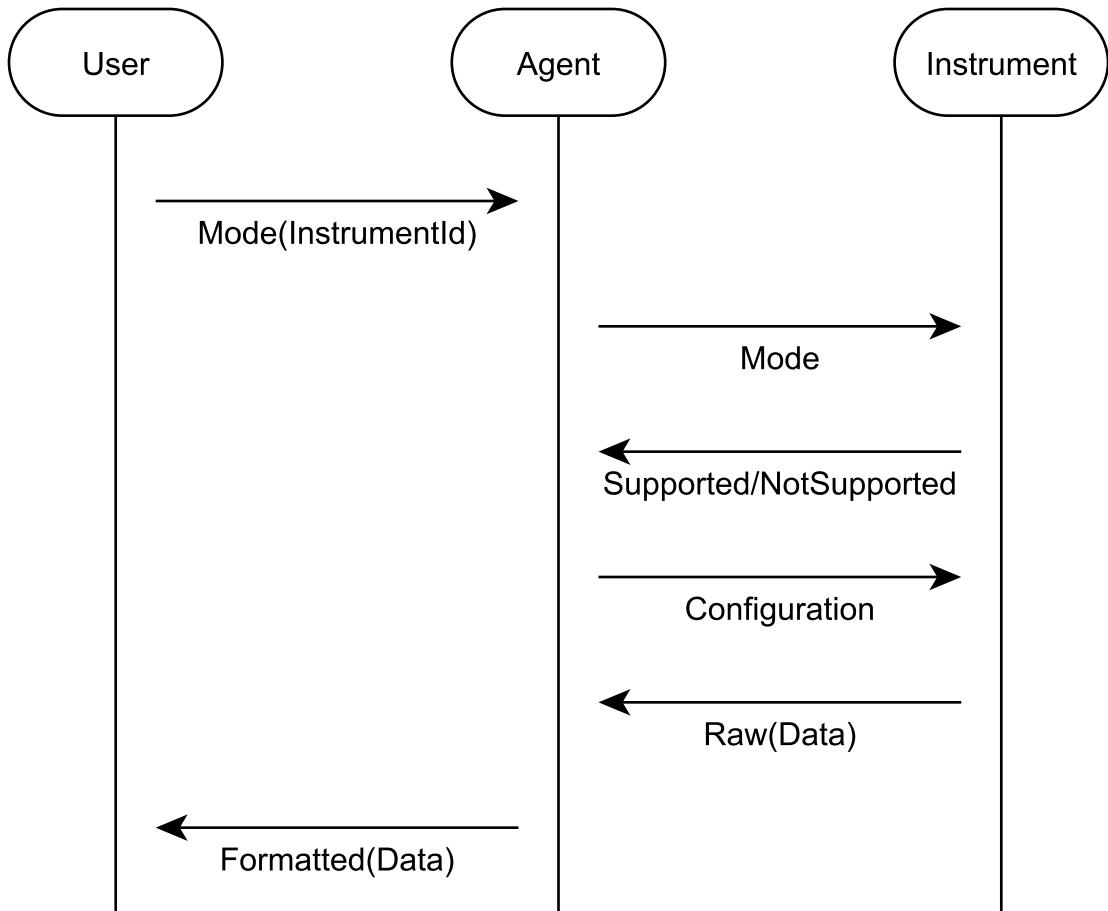 User
Agent
Instrument
Mode(InstrumentId)
Mode
Supported/NotSupported
Configuration
Raw(Data)
Formatted(Data)